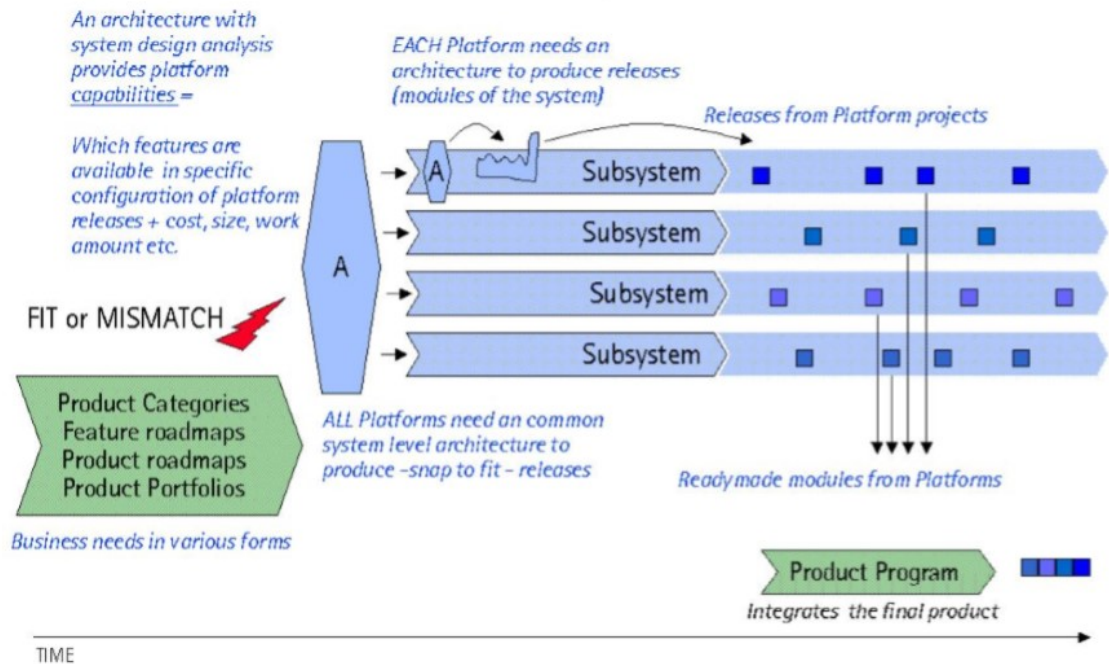 An architecture with
system design analysis
provides platform
capabilities =
Which features are
available in specific
configuration of platform
releases + cost, size, work
amount etc.
EACH Platform needs an
architecture to produce releases
(modules of the system)
Releases from Platform projects
A
A
Subsystem
Subsystem
Subsystem
Subsystem
FIT or MISMATCH
Product Categories
Feature roadmaps
Product roadmaps
Product Portfolios
Business needs in various forms
ALL Platforms need an common
system level architecture to
produce –snap to fit – releases
Readymade modules from Platforms
Product Program
Integrates the final product
TIME